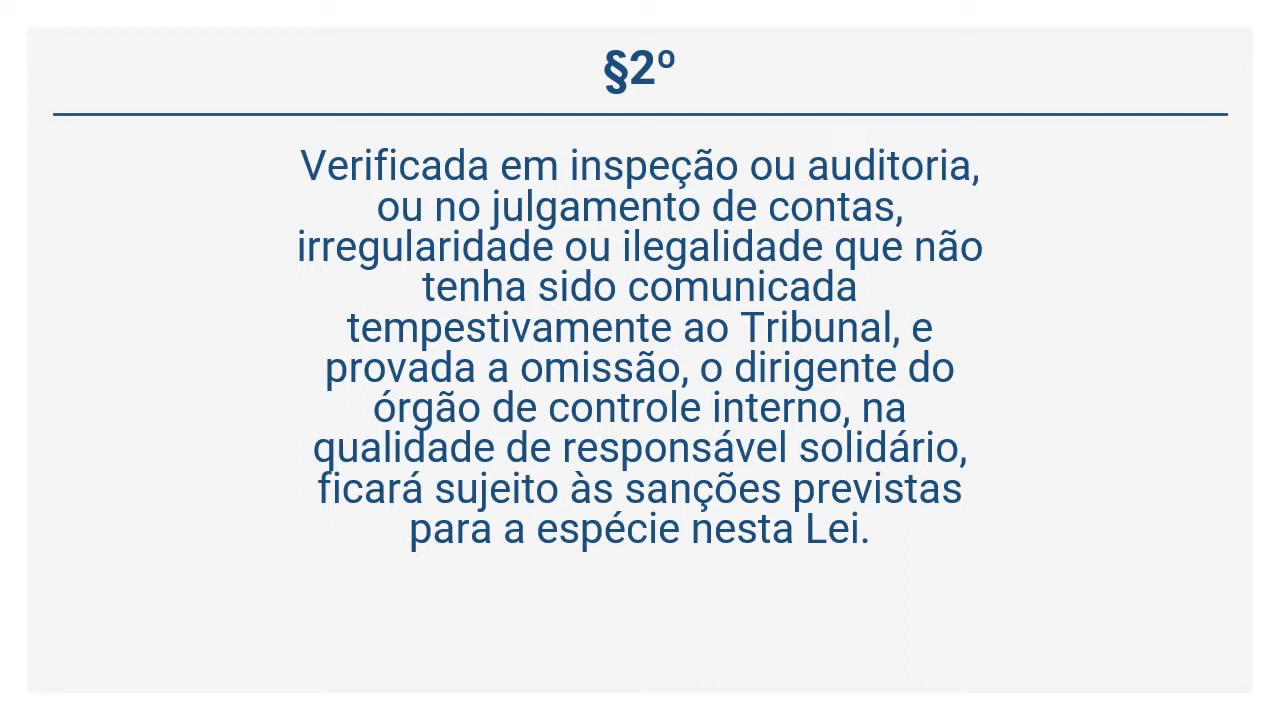 §2º
Verificada em inspeção ou auditoria,
ou no julgamento de contas,
irregularidade ou ilegalidade que não
tenha sido comunicada
tempestivamente ao Tribunal, e
provada a omissão, o dirigente do
órgão de controle interno, na
qualidade de responsável solidário,
ficará sujeito às sanções previstas
para a espécie nesta Lei.